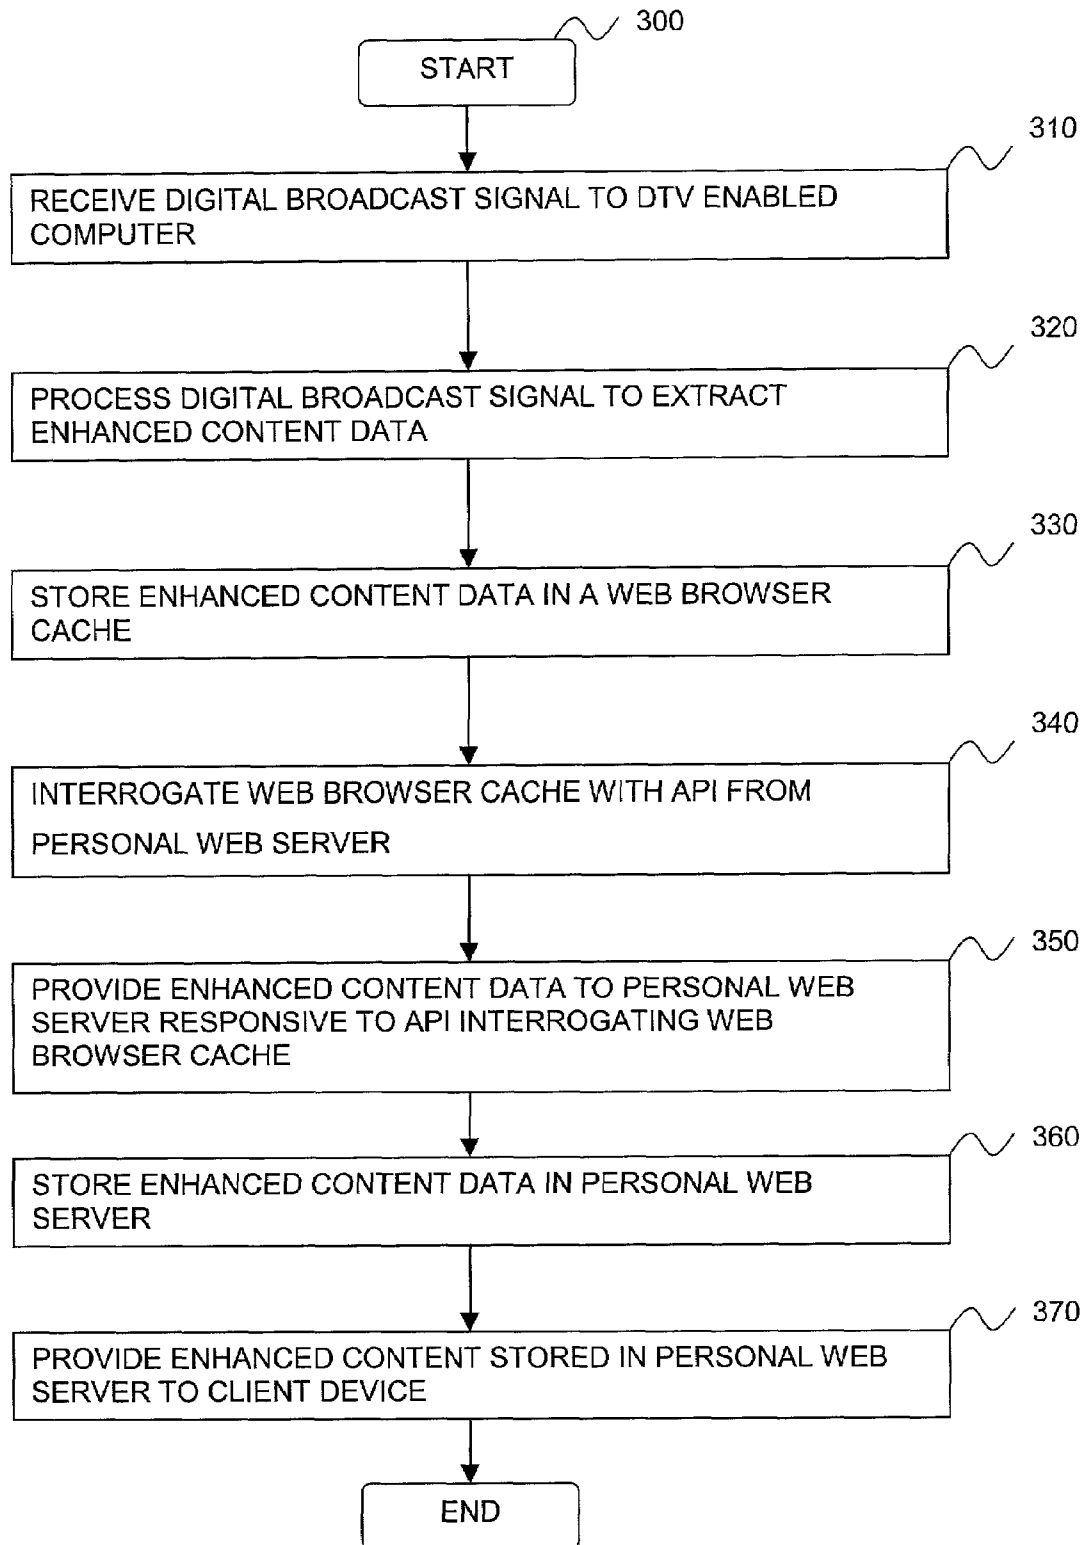 300
START
310
RECEIVE DIGITAL BROADCAST SIGNAL TO DTV ENABLED
COMPUTER
320
PROCESS DIGITAL BROADCAST SIGNAL TO EXTRACT
ENHANCED CONTENT DATA
330
STORE ENHANCED CONTENT DATA IN A WEB BROWSER
CACHE
340
INTERROGATE WEB BROWSER CACHE WITH API FROM
PERSONAL WEB SERVER
350
PROVIDE ENHANCED CONTENT DATA TO PERSONAL WEB
SERVER RESPONSIVE TO API INTERROGATING WEB
BROWSER CACHE
360
STORE ENHANCED CONTENT DATA IN PERSONAL WEB
SERVER
370
PROVIDE ENHANCED CONTENT STORED IN PERSONAL WEB
SERVER TO CLIENT DEVICE
END